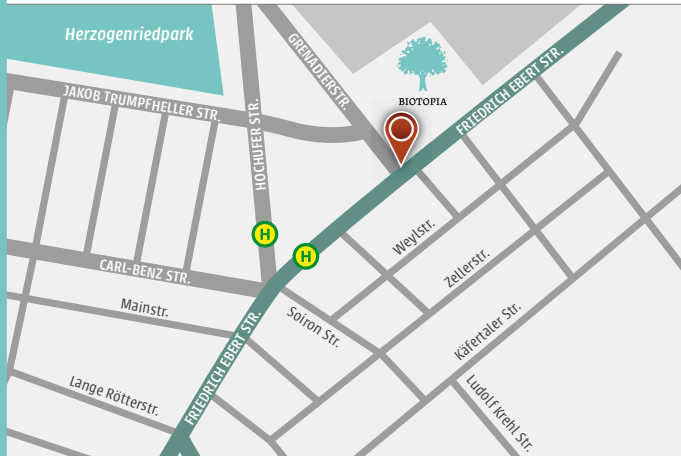 Herzogenriedpark
GRENADIERSTR.
BIOTOPIA
FRIEDRICH EBERT STR.
JAKOB TRUMPFHELLER STR.
HOCHUFER STR.
H
H
Weylstr.
CARL-BENZ STR.
Zellerstr.
Mainstr.
Soiron Str.
Käfertaler Str.
FRIEDRICH EBERT STR.
Lange Rötterstr.
Ludolf Krehl Str.